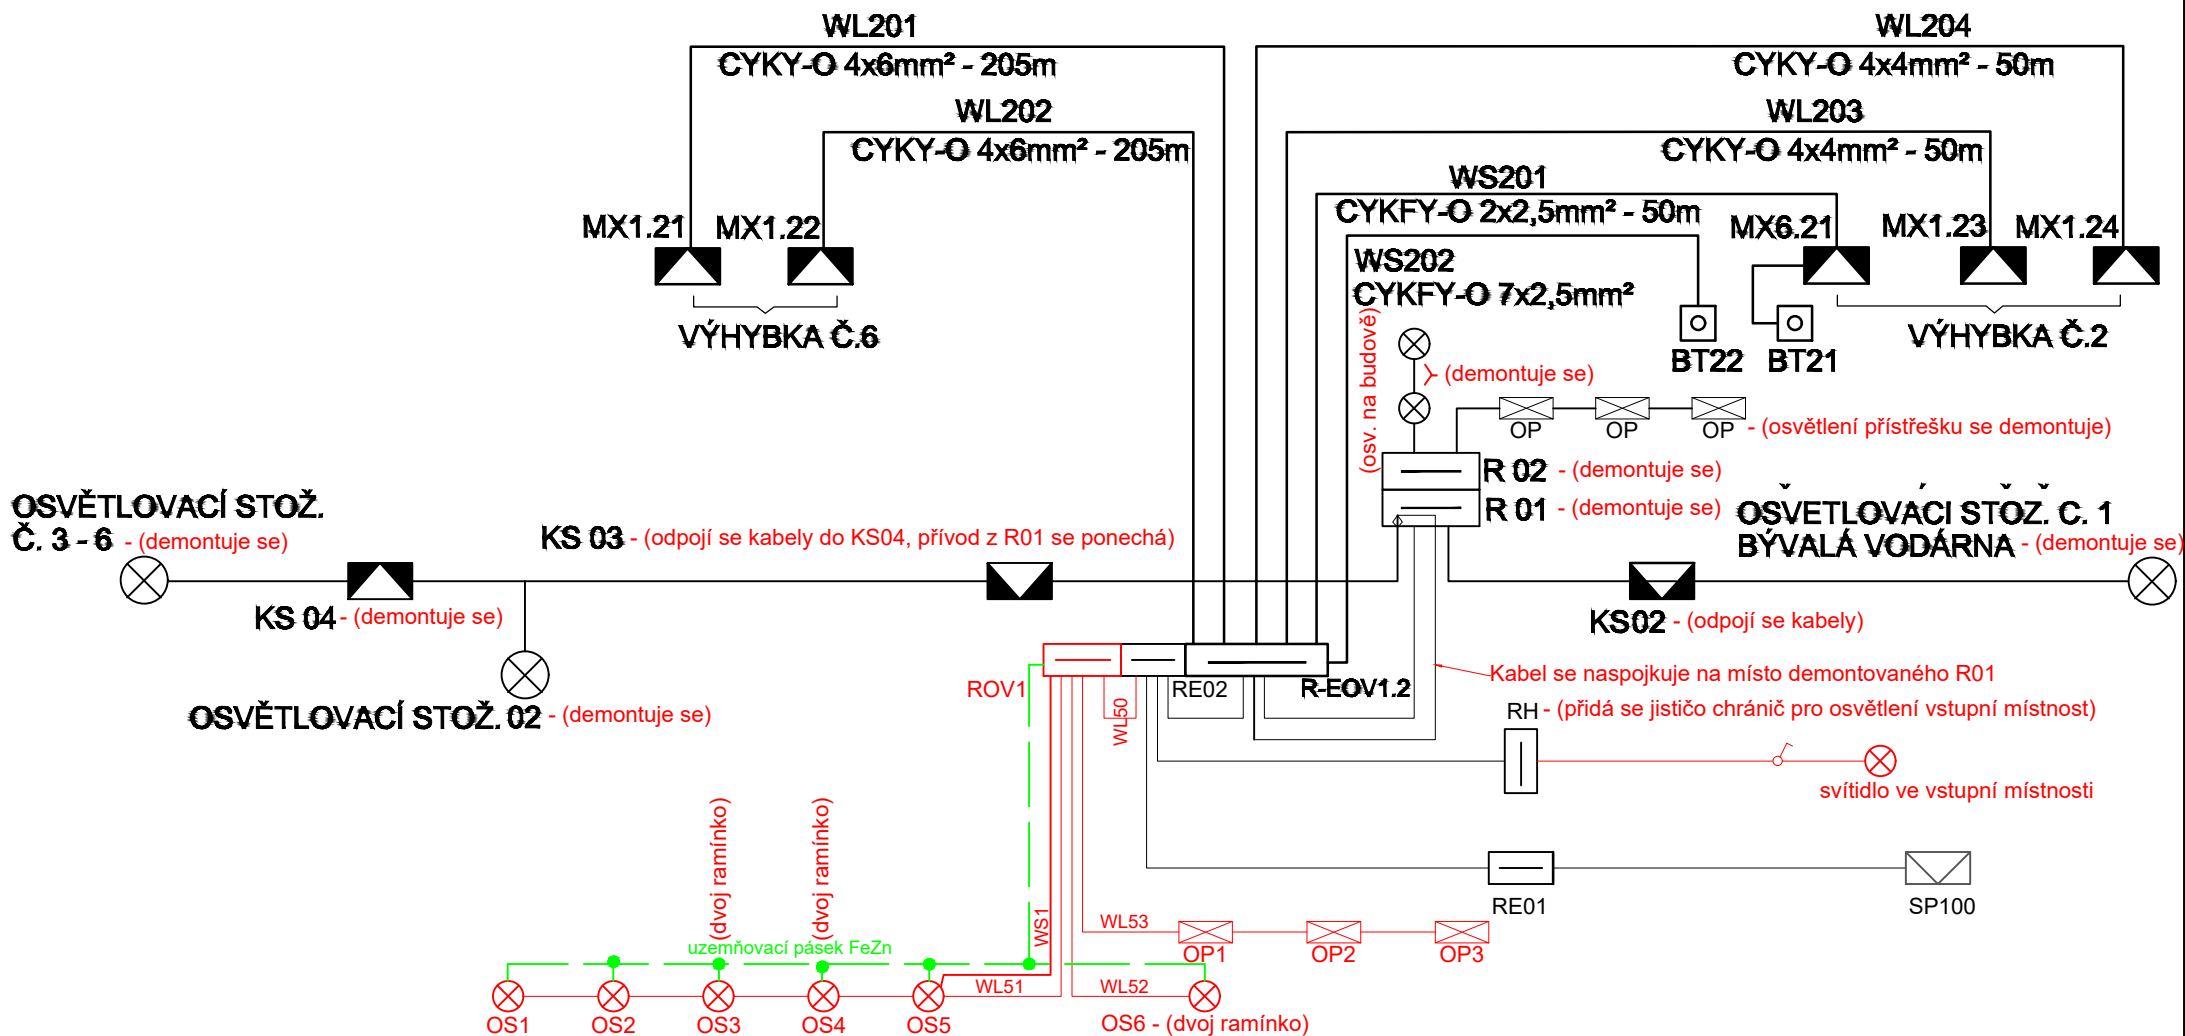 WL201
CYKY-O 4x6mm² - 205m
WL202
CYKY-O 4x6mm² - 205m
WL204
CYKY-O 4x4mm² - 50m
WL203
CYKY-O 4x4mm² - 50m
WS201
CYKFY-O 2x2,5mm² - 50m
WS202
CYKFY-O 7x2,5mm²
MX1.21
MX1.22
MX6.21
MX1.23
MX1.24
VÝHYBKA Č.6
VÝHYBKA Č.2
BT22
BT21
(osv. na budově)
- (demontuje se)
OP
OP
OP - (osvětlení přístřešku se demontuje)
R 02 - (demontuje se)
R 01 - (demontuje se)
OSVĚTLOVACÍ STOŽ.
Č. 3 - 6 - (demontuje se)
KS 03 - (odpojí se kabely do KS04, přívod z R01 se ponechá)
OSVĚTLOVACÍ STOŽ. Č. 1
BÝVALÁ VODÁRNA - (demontuje se)
KS 04 - (demontuje se)
KS02 - (odpojí se kabely)
OSVĚTLOVACÍ STOŽ. 02 - (demontuje se)
ROV1
RE02
R-EOV1.2
WL50
Kabel se naspojkuje na místo demontovaného R01
RH - (přidá se jističo chránič pro osvětlení vstupní místnost)
svítidlo ve vstupní místnosti
RE01
SP100
(dvoj ramínko)
(dvoj ramínko)
uzemňovací pásek FeZn
WS1
WL53
OP1
OP2
OP3
WL51
WL52
OS1
OS2
OS3
OS4
OS5
OS6 - (dvoj ramínko)